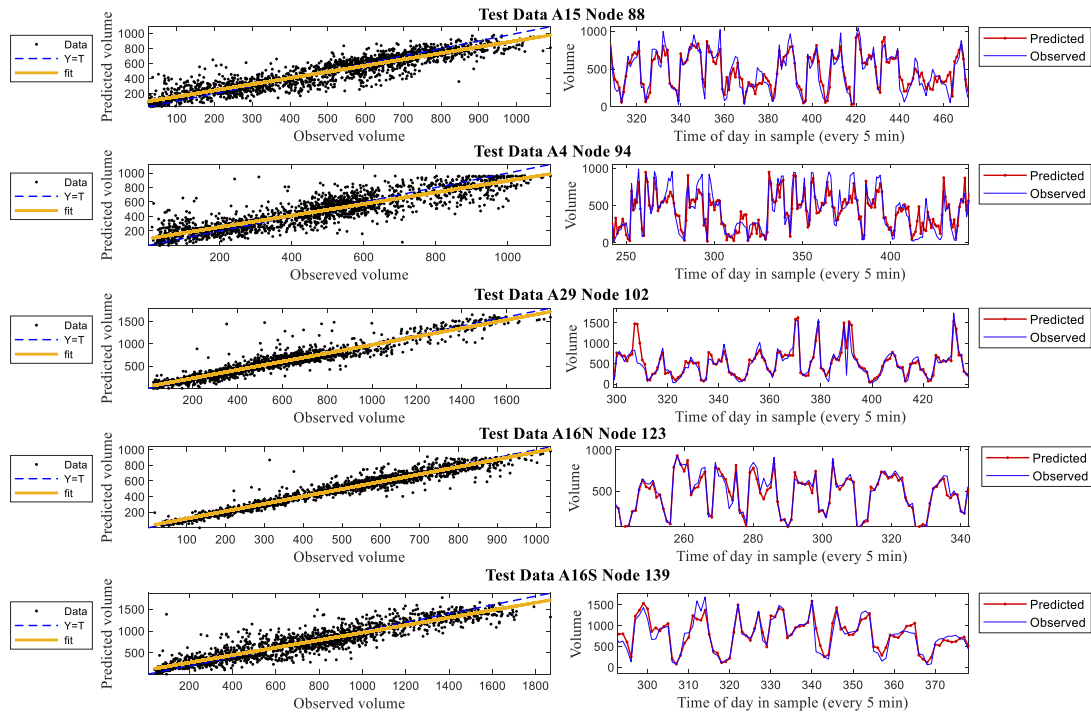 Test Data A15 Node 88
Data
Y=T
fit
Predicted volume
1000
800
600
400
200
100 200 300 400 500 600 700 800 900 1000
Observed volume
Volume
1000
500
0
320 340 360 380 400 420 440 460
Time of day in sample (every 5 min)
Predicted
Observed
Test Data A4 Node 94
Data
Y=T
fit
Predicted volume
1000
800
600
400
200
200 400 600 800 1000
Obsereved volume
Volume
1000
500
0
250 300 350 400
Time of day in sample (every 5 min)
Predicted
Observed
Test Data A29 Node 102
Data
Y=T
fit
Predicted volume
1500
1000
500
200 400 600 800 1000 1200 1400 1600
Observed volume
Volume
1500
1000
500
0
300 320 340 360 380 400 420
Time of day in sample (every 5 min)
Predicted
Observed
Test Data A16N Node 123
Data
Y=T
fit
Predicted volume
1000
800
600
400
200
100 200 300 400 500 600 700 800 900 1000
Observed volume
Volume
1000
500
260 280 300 320 340
Time of day in sample (every 5 min)
Predicted
Observed
Test Data A16S Node 139
Data
Y=T
fit
Predicted volume
1500
1000
500
200 400 600 800 1000 1200 1400 1600 1800
Observed volume
Volume
1500
1000
500
0
300 310 320 330 340 350 360 370
Time of day in sample (every 5 min)
Predicted
Observed